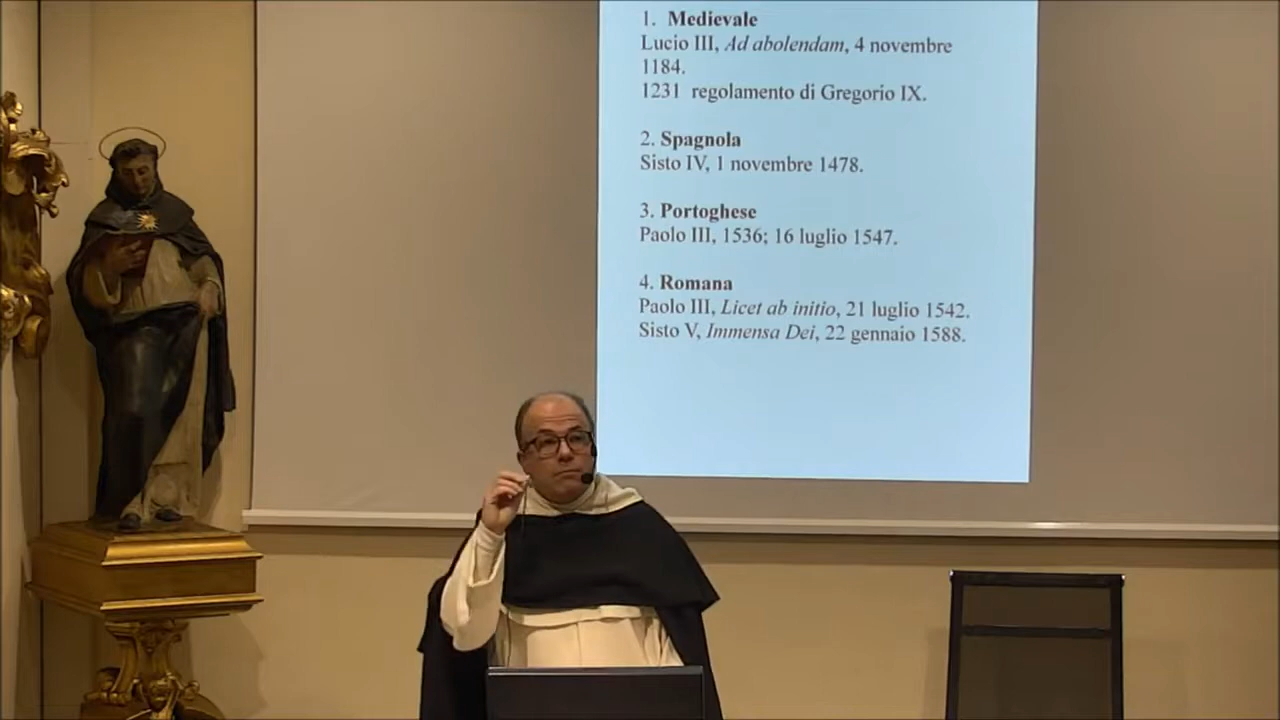 1. Medievale
Lucio III, Ad abolendam, 4 novembre
1184.
1231 regolamento di Gregorio IX.
2. Spagnola
Sisto IV, 1 novembre 1478.
3. Portoghese
Paolo III, 1536; 16 luglio 1547.
4. Romana
Paolo III, Licet ab initio, 21 luglio 1542.
Sisto V, Immensa Dei, 22 gennaio 1588.